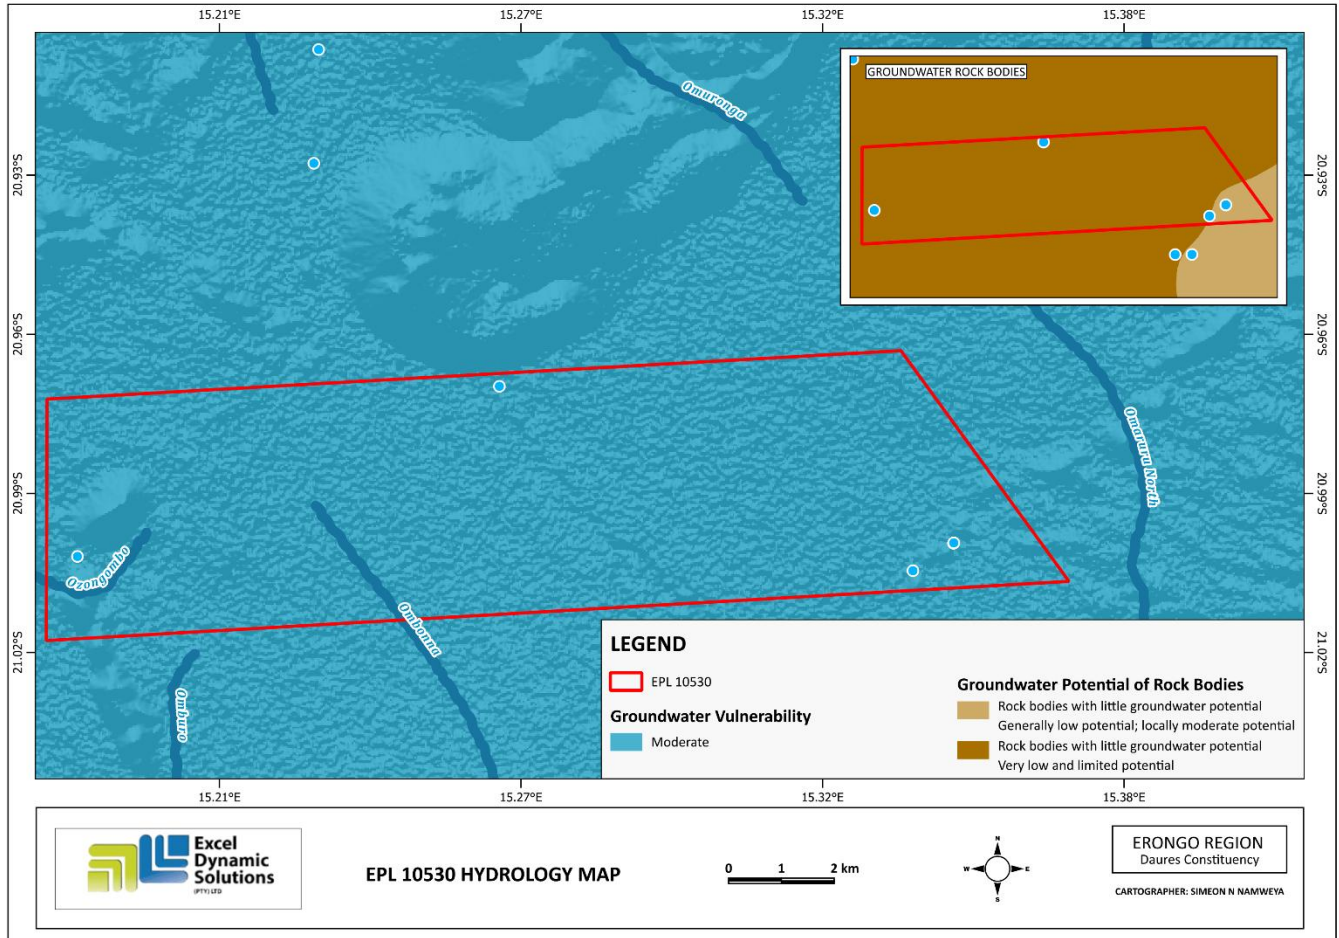 15.21°E
15.27°E
15.32°E
15.38°E
Omuronga
GROUNDWATER ROCK BODIES
20.93°S
20.93°S
20.96°S
20.96°S
Omaruru North
20.99°S
20.99°S
Ozongombo
Ombonna
Omburo
21.02°S
21.02°S
LEGEND
EPL 10530
Groundwater Vulnerability
Moderate
Groundwater Potential of Rock Bodies
Rock bodies with little groundwater potential
Generally low potential; locally moderate potential
Rock bodies with little groundwater potential
Very low and limited potential
15.21°E
15.27°E
15.32°E
15.38°E
Excel
Dynamic
Solutions
(PTY) LTD
EPL 10530 HYDROLOGY MAP
0 1 2 km
N
W E
S
ERONGO REGION
Daures Constituency
CARTOGRAPHER: SIMEON N NAMWEYA